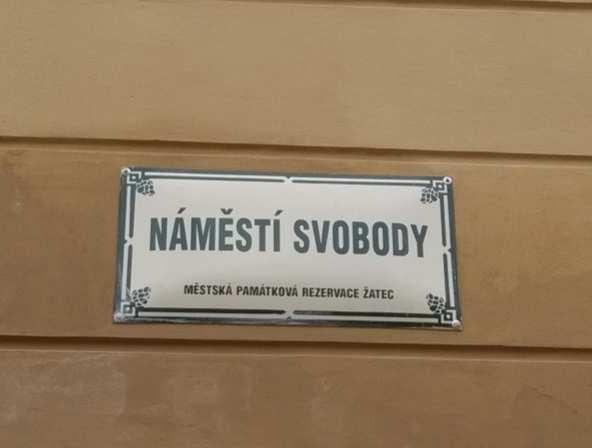 NÁMĚSTÍ SVOBODY
MĚSTSKÁ PAMÁTKOVÁ REZERVACE ŽATEC